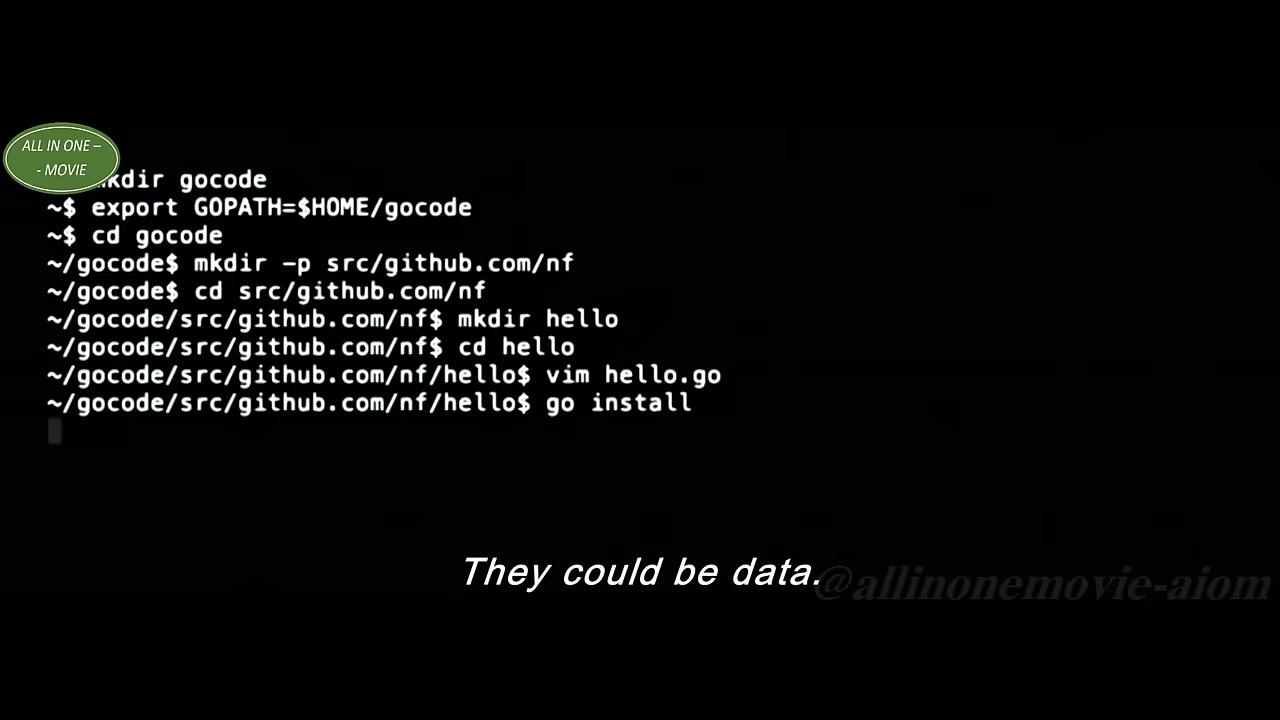 ALL IN ONE –
- MOVIE
mkdir gocode
~$ export GOPATH=$HOME/gocode
~$ cd gocode
~/gocode$ mkdir -p src/github.com/nf
~/gocode$ cd src/github.com/nf
~/gocode/src/github.com/nf$ mkdir hello
~/gocode/src/github.com/nf$ cd hello
~/gocode/src/github.com/nf/hello$ vim hello.go
~/gocode/src/github.com/nf/hello$ go install
They could be data.
@allinonemovie-aiom